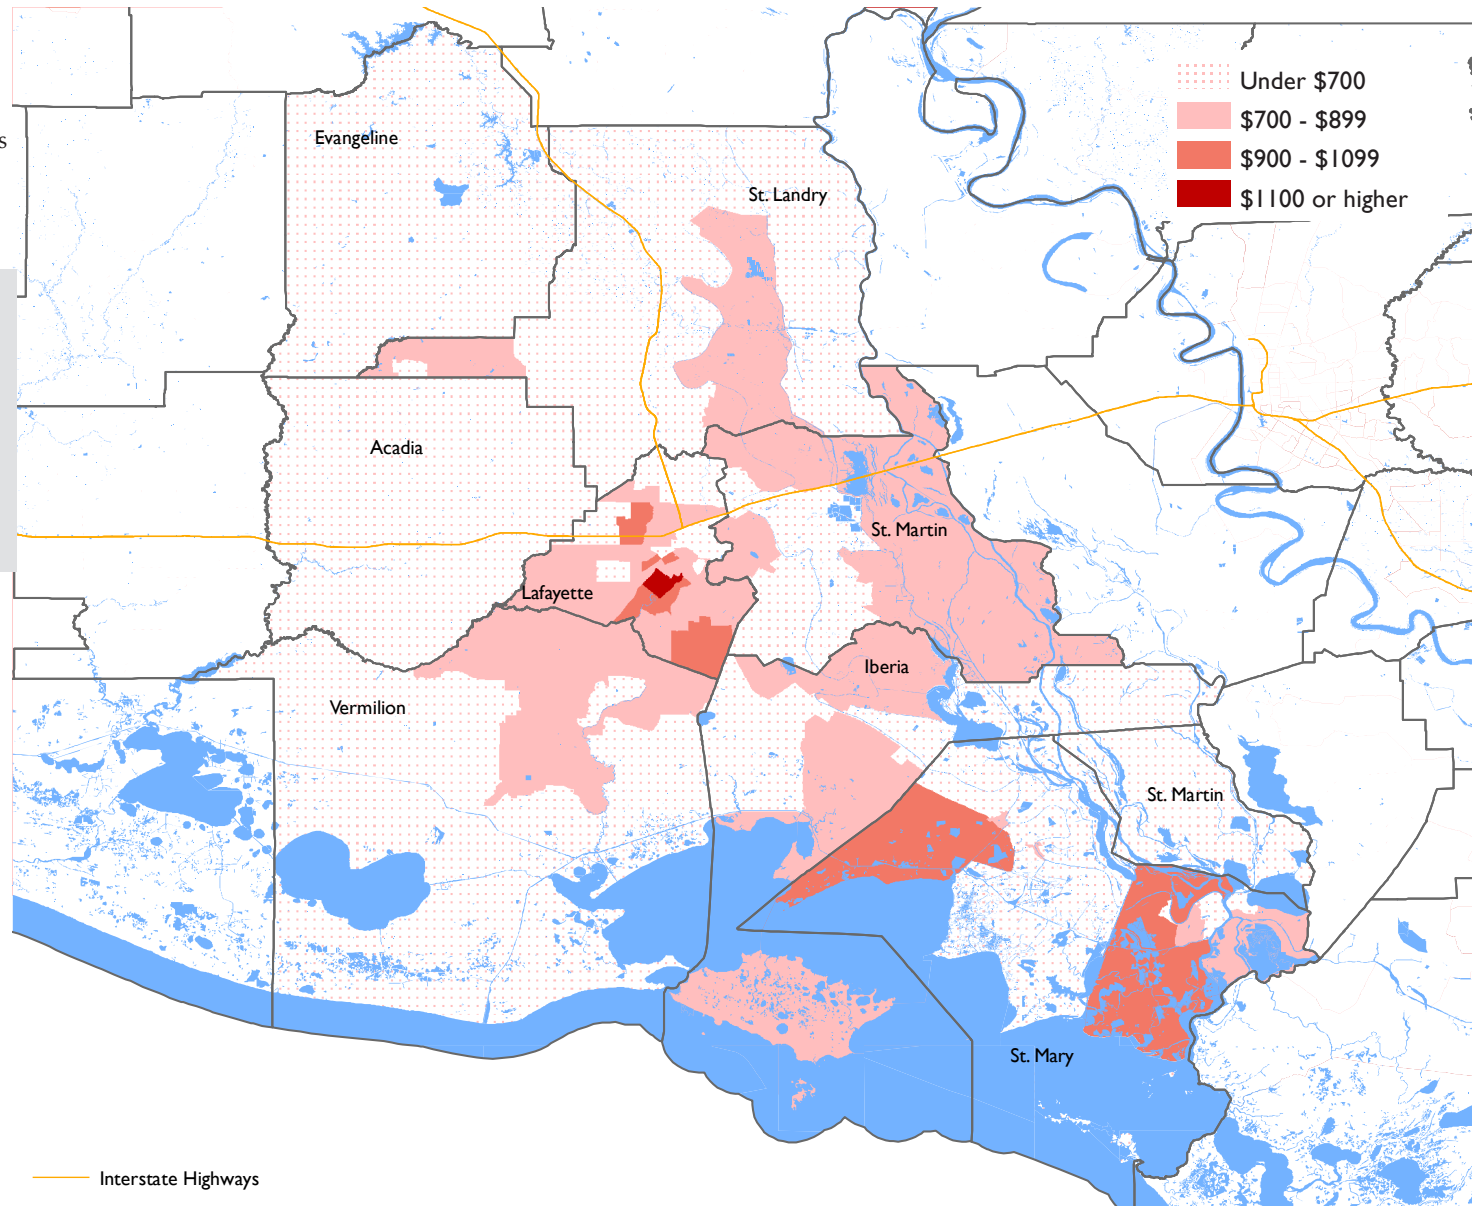 Under $700
$700 - $899
s
Evangeline
$900 - $1099
St. Landry
$1100 or higher
Acadia
St. Martin
Lafayette
Iberia
Vermilion
St. Martin
St. Mary
Interstate Highways